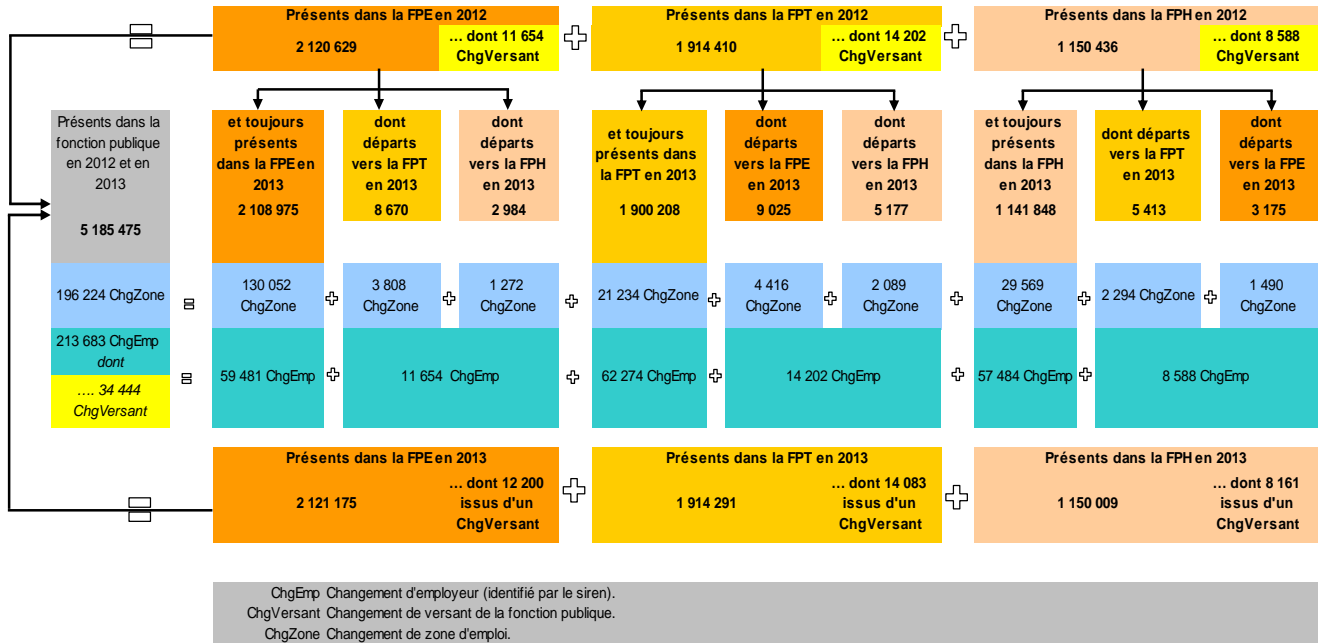 Présents dans la FPE en 2012
2 120 629
… dont 11 654
ChgVersant
Présents dans la FPT en 2012
1 914 410
… dont 14 202
ChgVersant
Présents dans la FPH en 2012
1 150 436
… dont 8 588
ChgVersant
Présents dans la
fonction publique
en 2012 et en
2013
5 185 475
et toujours
présents
dans la FPE en
2013
2 108 975
dont
départs
vers la FPT
en 2013
8 670
dont
départs
vers la FPH
en 2013
2 984
et toujours
présents dans
la FPT en 2013
1 900 208
dont
départs
vers la FPE
en 2013
9 025
dont
départs
vers la FPH
en 2013
5 177
et toujours
présents
dans la FPH
en 2013
1 141 848
dont départs
vers la FPT
en 2013
5 413
dont
départs
vers la FPE
en 2013
3 175
196 224 ChgZone
130 052
ChgZone
3 808
ChgZone
1 272
ChgZone
21 234 ChgZone
4 416
ChgZone
2 089
ChgZone
29 569
ChgZone
2 294 ChgZone
1 490
ChgZone
213 683 ChgEmp
dont
…. 34 444
ChgVersant
59 481 ChgEmp
11 654 ChgEmp
62 274 ChgEmp
14 202 ChgEmp
57 484 ChgEmp
8 588 ChgEmp
Présents dans la FPE en 2013
2 121 175
… dont 12 200
issus d'un
ChgVersant
Présents dans la FPT en 2013
1 914 291
… dont 14 083
issus d'un
ChgVersant
Présents dans la FPH en 2013
1 150 009
… dont 8 161
issus d'un
ChgVersant
ChgEmp Changement d'employeur (identifié par le siren).
ChgVersant Changement de versant de la fonction publique.
ChgZone Changement de zone d'emploi.